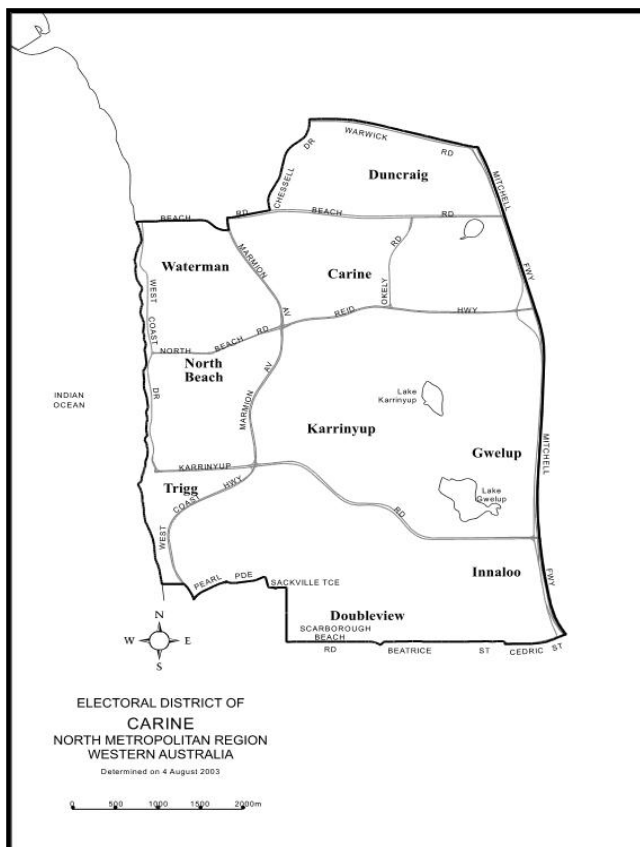 WARWICK
RD
DR
CHESSELL
Duncraig
MITCHELL
FWY
BEACH
RD
BEACH
RD
Waterman
MARMION
AV
Carine
OKELY
RD
WEST
COAST
DR
NORTH
BEACH
RD
REID
HWY
North
Beach
INDIAN
OCEAN
MARMION
AV
Lake
Karrinyup
Karrinyup
Gwelup
MITCHELL
FWY
KARRINYUP
RD
Trigg
WEST
COAST
HWY
Lake
Gwelup
Innaloo
PEARL
PDE
SACKVILLE TCE
Doubleview
SCARBOROUGH
BEACH
RD
BEATRICE
ST
CEDRIC
ST
N
W
E
S
ELECTORAL DISTRICT OF
CARINE
NORTH METROPOLITAN REGION
WESTERN AUSTRALIA
Determined on 4 August 2003
0 500 1000 1500 2000m